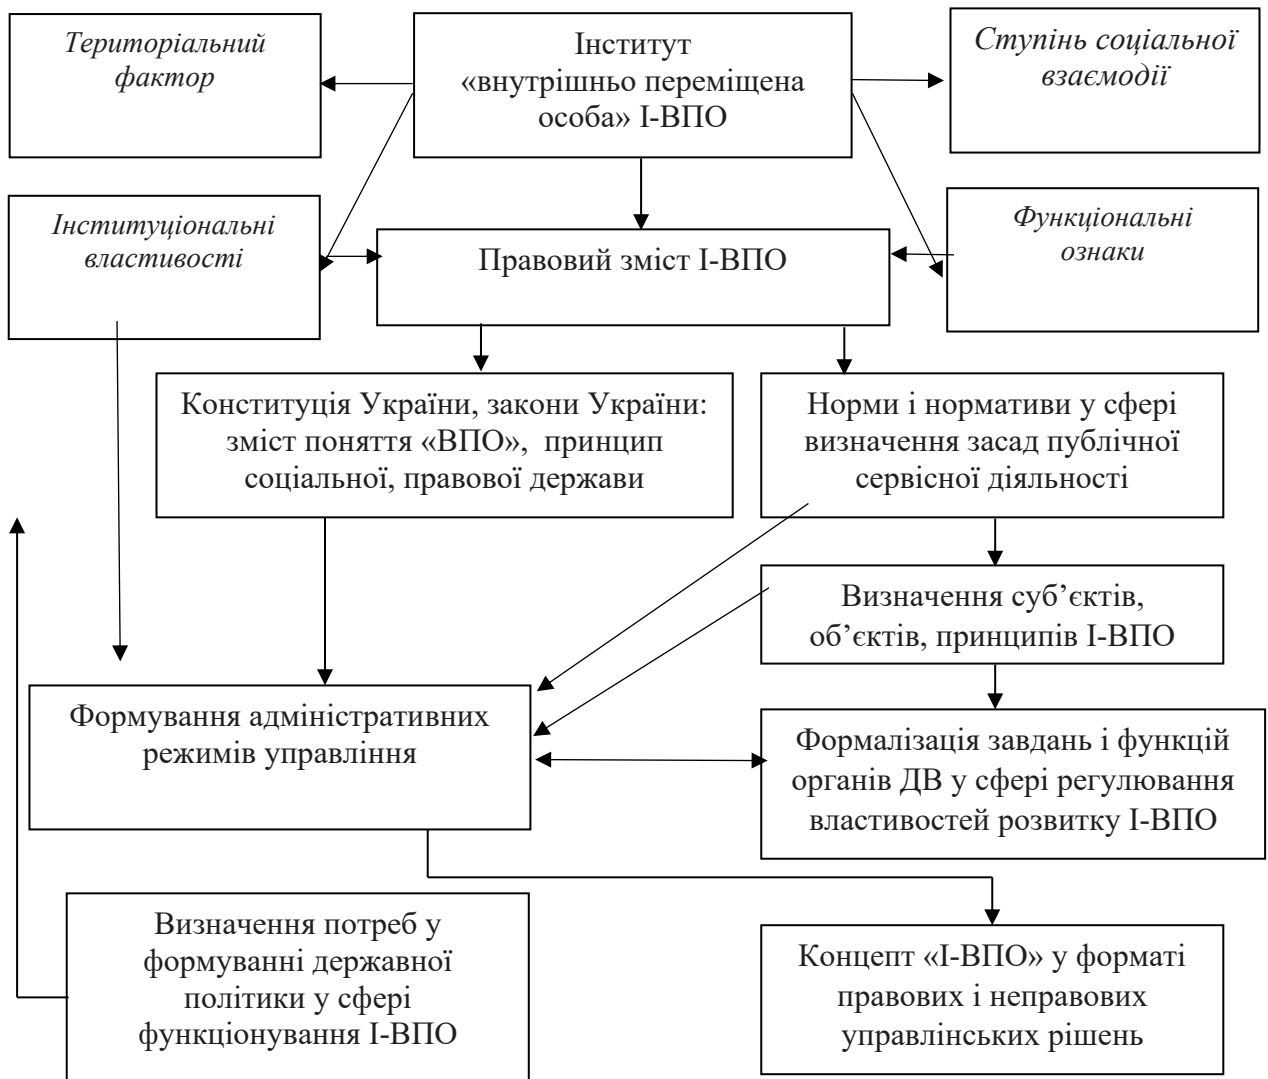 Територіальний
фактор
Інститут
«внутрішньо переміщена
особа» І-ВПО
Ступінь соціальної
взаємодії
Інституціональні
властивості
Правовий зміст І-ВПО
Функціональні
ознаки
Конституція України, закони України:
зміст поняття «ВПО», принцип
соціальної, правової держави
Норми і нормативи у сфері
визначення засад публічної
сервісної діяльності
Визначення суб’єктів,
об’єктів, принципів І-ВПО
Формування адміністративних
режимів управління
Формалізація завдань і функцій
органів ДВ у сфері регулювання
властивостей розвитку І-ВПО
Визначення потреб у
формуванні державної
політики у сфері
функціонування І-ВПО
Концепт «І-ВПО» у форматі
правових і неправових
управлінських рішень